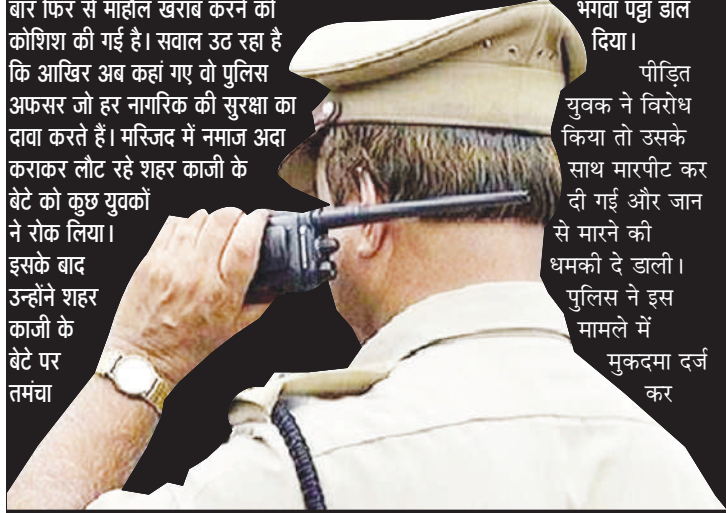 बार फिर से माहौल खराब करने की
कोशिश की गई है। सवाल उठ रहा है
कि आखिर अब कहां गए वो पुलिस
अफसर जो हर नागरिक की सुरक्षा का
दावा करते हैं। मस्जिद में नमाज अदा
कराकर लौट रहे शहर काजी के
बेटे को कुछ युवकों
ने रोक लिया।
इसके बाद
उन्होंने शहर
काजी के
बेटे पर
तमंचा
भगवा पट्टा डाल
दिया।
पीड़ित
युवक ने विरोध
किया तो उसके
साथ मारपीट कर
दी गई और जान
से मारने की
धमकी दे डाली।
पुलिस ने इस
मामले में
मुकदमा दर्ज
कर